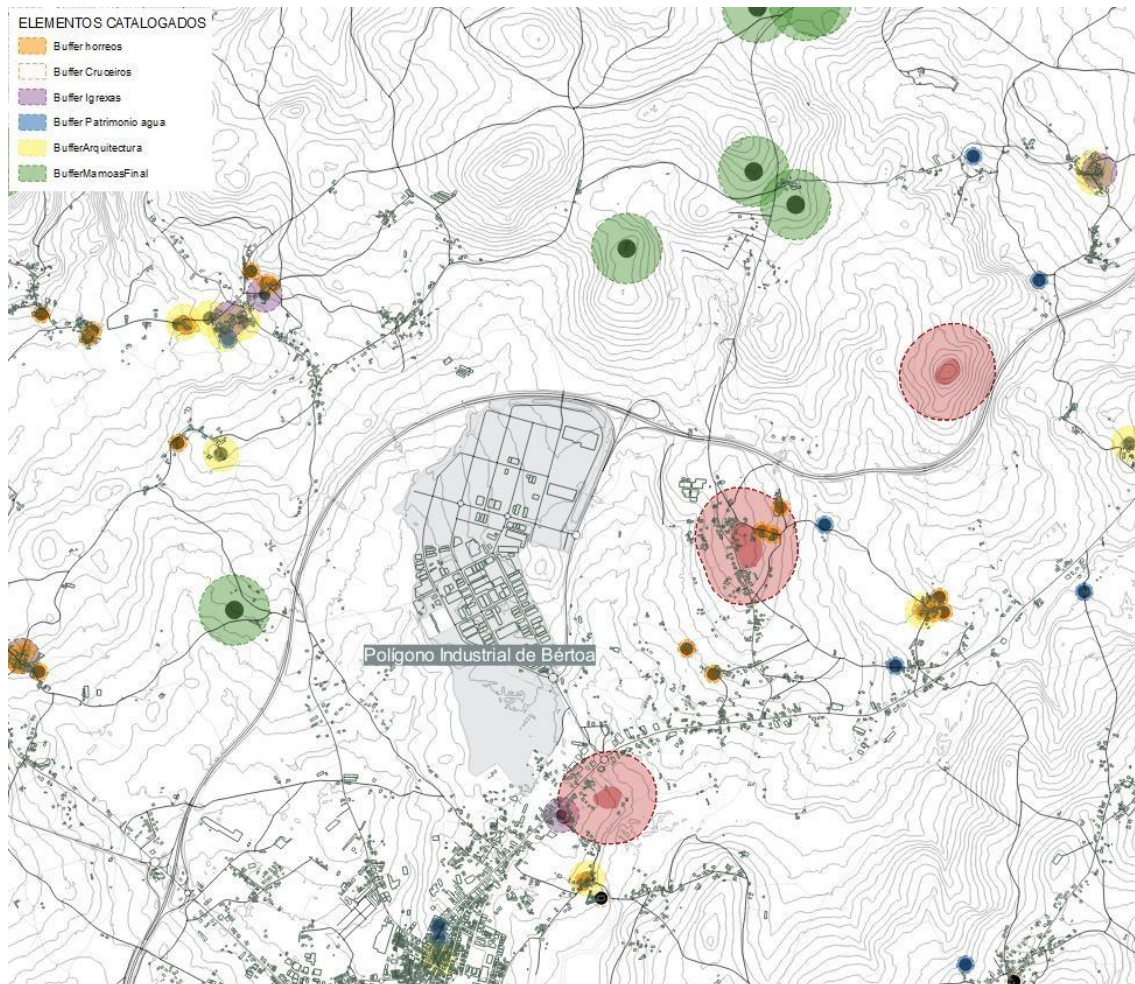 ELEMENTOS CATALOGADOS
Buffer horreos
Buffer Cruceiros
Buffer Igrexas
Buffer Patrimonio agua
BufferArquitectura
BufferMamoasFinal
Polígono Industrial de Bértoa